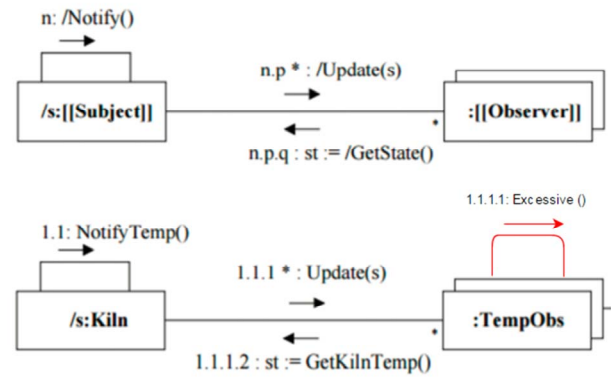 n: /Notify()
n.p * : /Update(s)
/s:[[Subject]]
:[[Observer]]
*
n.p.q : st := /GetState()
1.1.1.1: Excessive ()
1.1: NotifyTemp()
1.1.1 * : Update(s)
/s:Kiln
:TempObs
*
1.1.1.2 : st := GetKilnTemp()